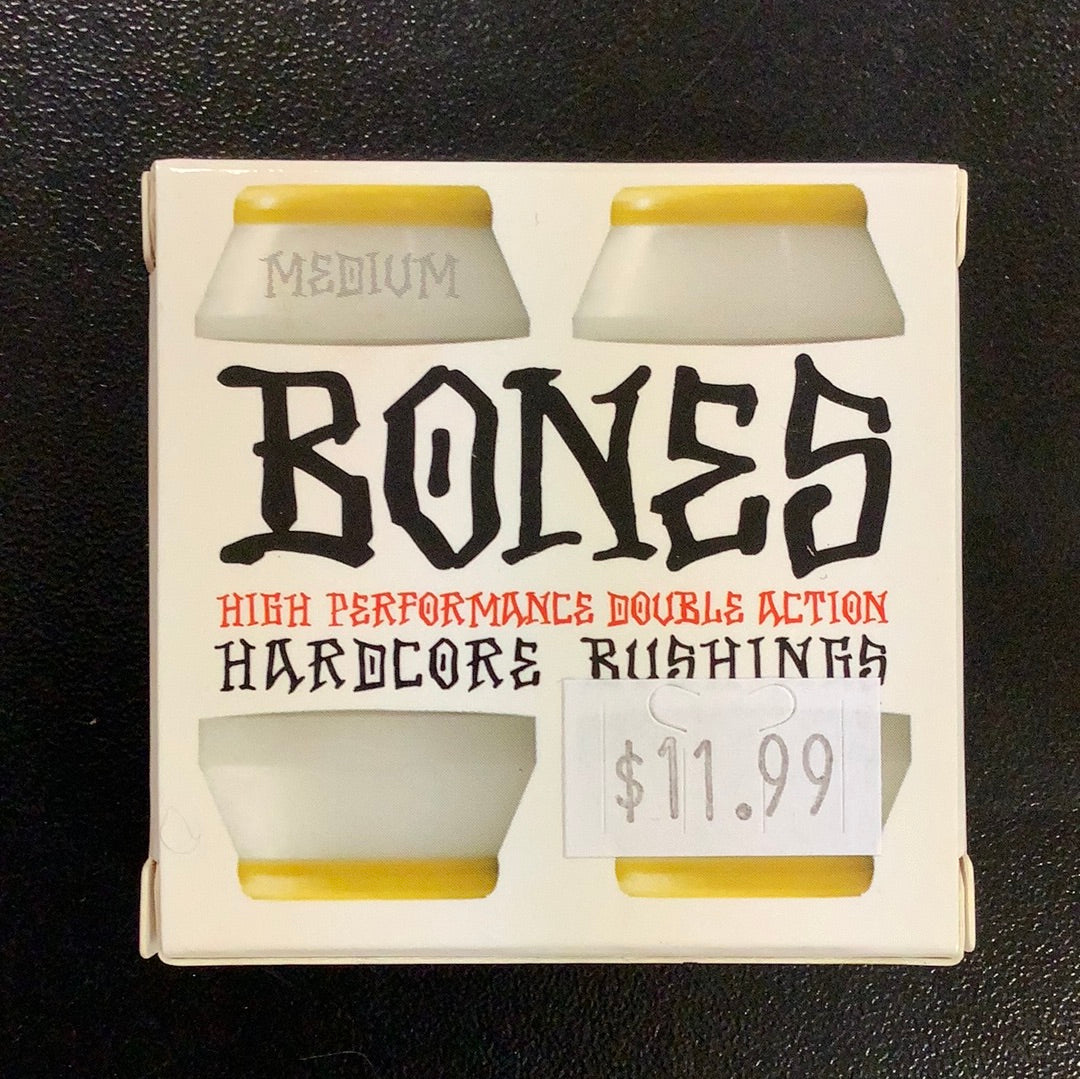 MEDIUM
BONES
HIGH PERFORMANCE DOUBLE ACTION
HARDCORE BUSHINGS
$11.99